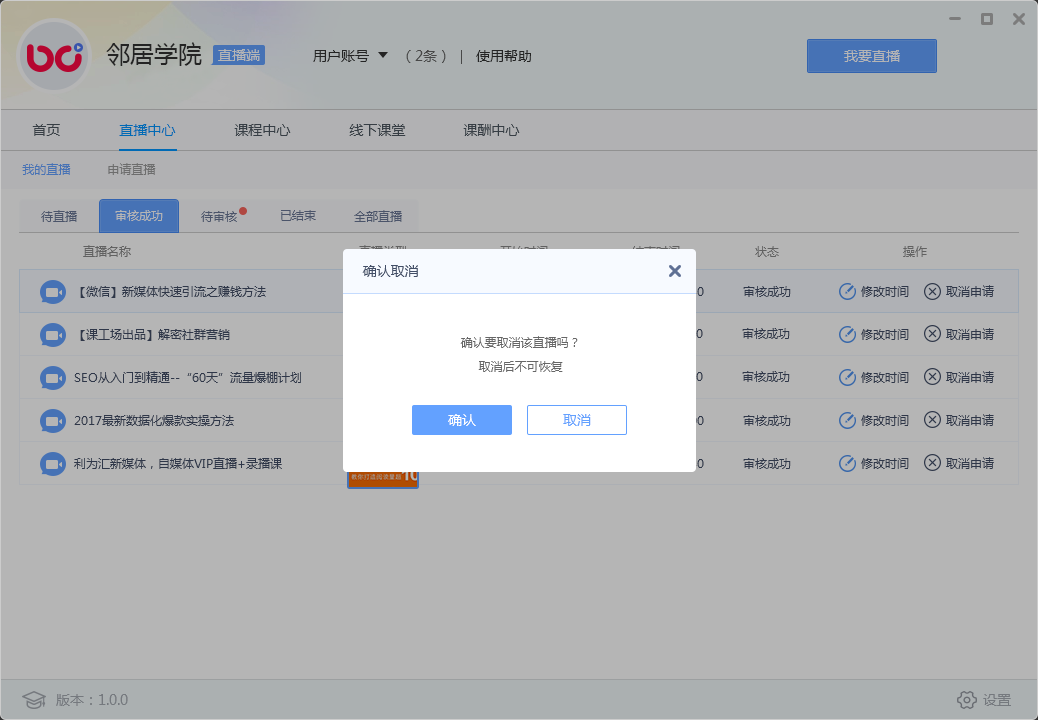 邻居学院 直播端 用户账号 （2条） | 使用帮助 我要直播
首页 直播中心 课程中心 线下课堂 课酬中心
我的直播 申请直播
待直播 审核成功 待审核 已结束 全部直播
直播名称 直播类型 开始时间 结束时间 状态 操作
【微信】新媒体快速引流之赚钱方法 审核成功 修改时间 取消申请
【课工场出品】解密社群营销 审核成功 修改时间 取消申请
SEO从入门到精通--“60天”流量爆棚计划 审核成功 修改时间 取消申请
2017最新数据化爆款实操方法 审核成功 修改时间 取消申请
利为汇新媒体，自媒体VIP直播+录播课 审核成功 修改时间 取消申请
确认取消
确认要取消该直播吗？
取消后不可恢复
确认 取消
版本：1.0.0 设置